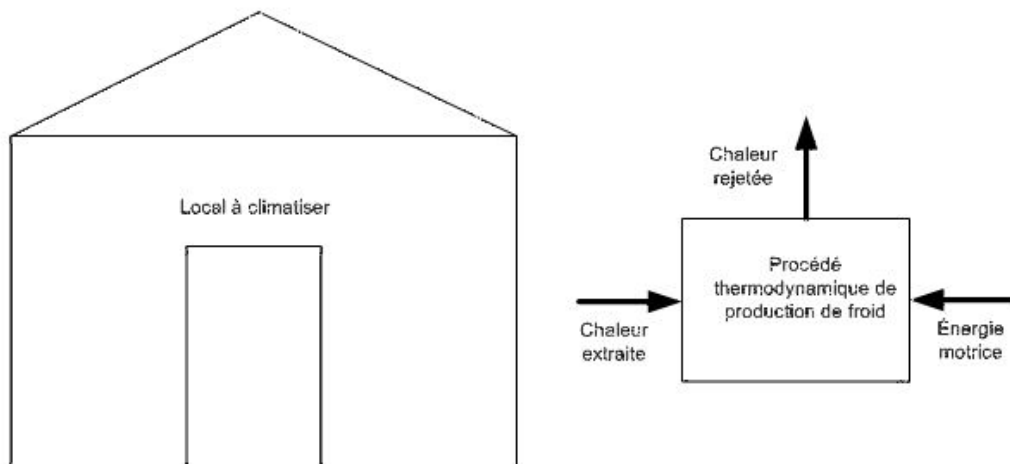 Local à climatiser
Chaleur
rejetée
Procédé
thermodynamique de
production de froid
Chaleur
extraite
Énergie
motrice